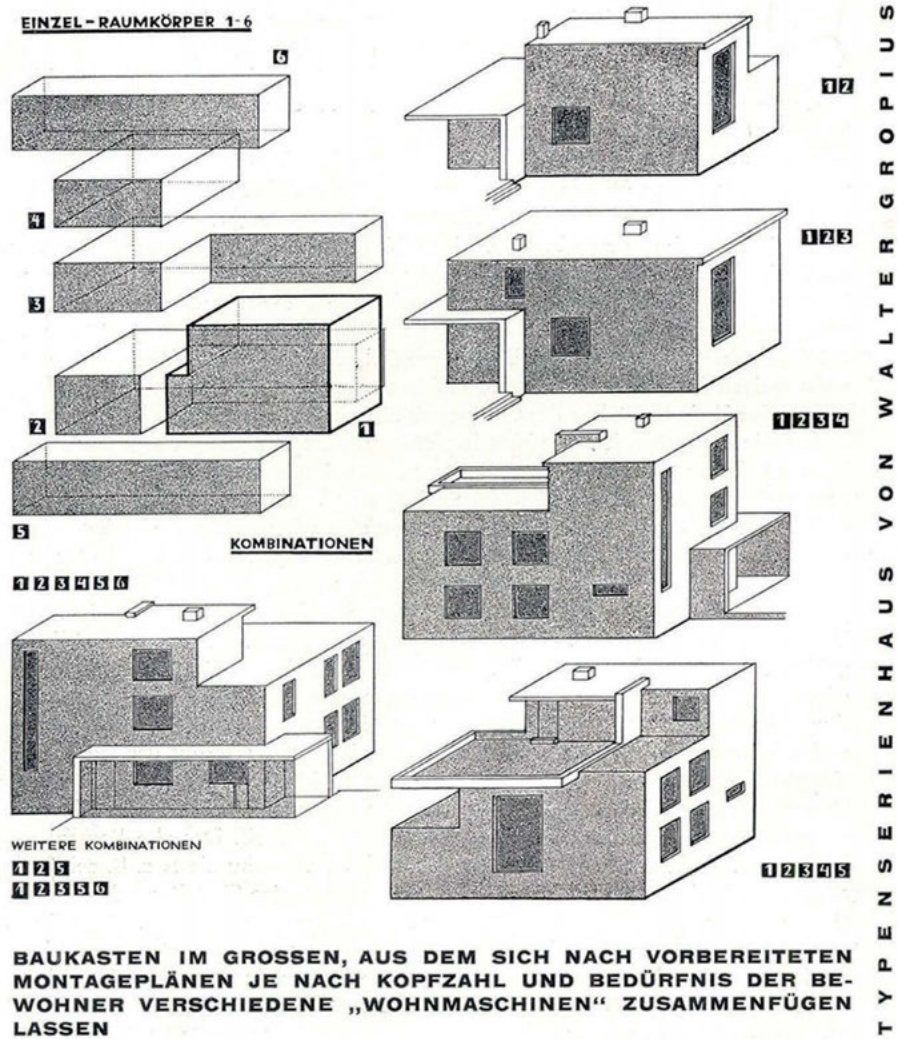 EINZEL-RAUMKÖRPER 1-6
6
4
3
2
1
5
12
123
1234
KOMBINATIONEN
123456
WEITERE KOMBINATIONEN
125
12356
12345
BAUKASTEN IM GROSSEN, AUS DEM SICH NACH VORBEREITETEN
MONTAGEPLÄNEN JE NACH KOPFZAHL UND BEDÜRFNIS DER BE-
WOHNER VERSCHIEDENE „WOHNMASCHINEN“ ZUSAMMENFÜGEN
LASSEN
TYPENSERIENHAUS VON WALTER GROPIUS